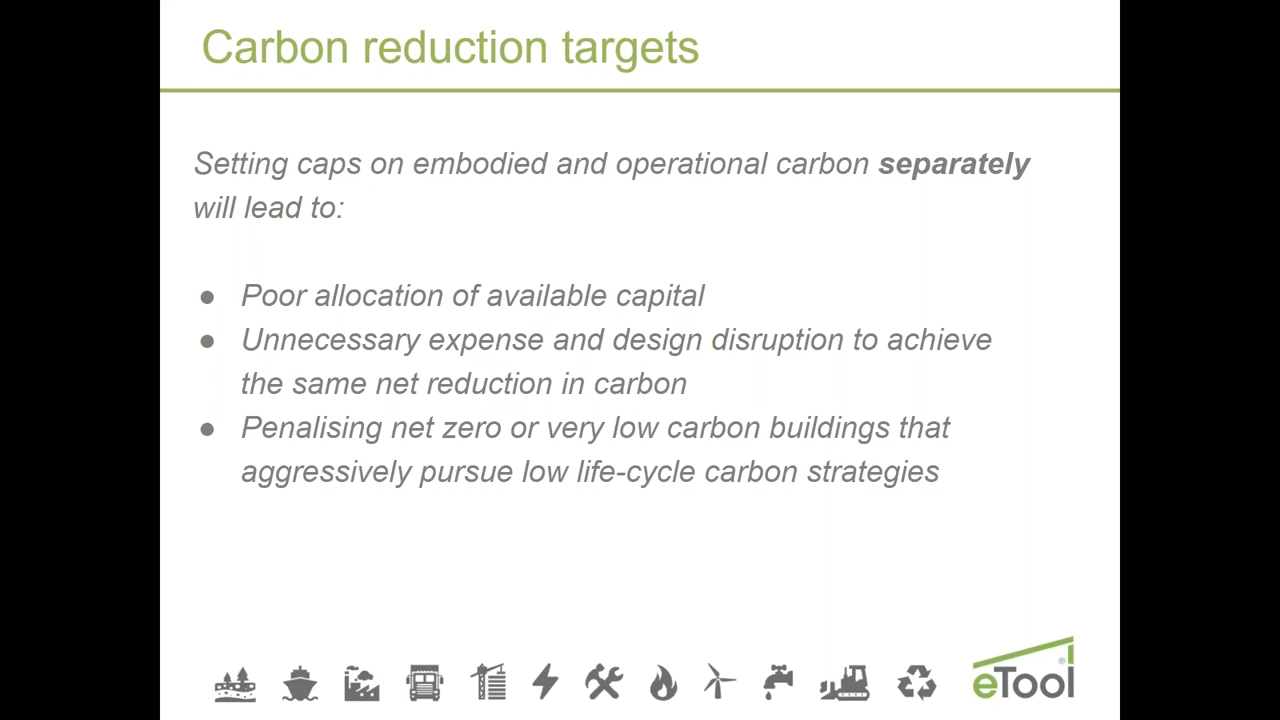 Carbon reduction targets
Setting caps on embodied and operational carbon separately
will lead to:
● Poor allocation of available capital
● Unnecessary expense and design disruption to achieve
the same net reduction in carbon
● Penalising net zero or very low carbon buildings that
aggressively pursue low life-cycle carbon strategies
eTool®